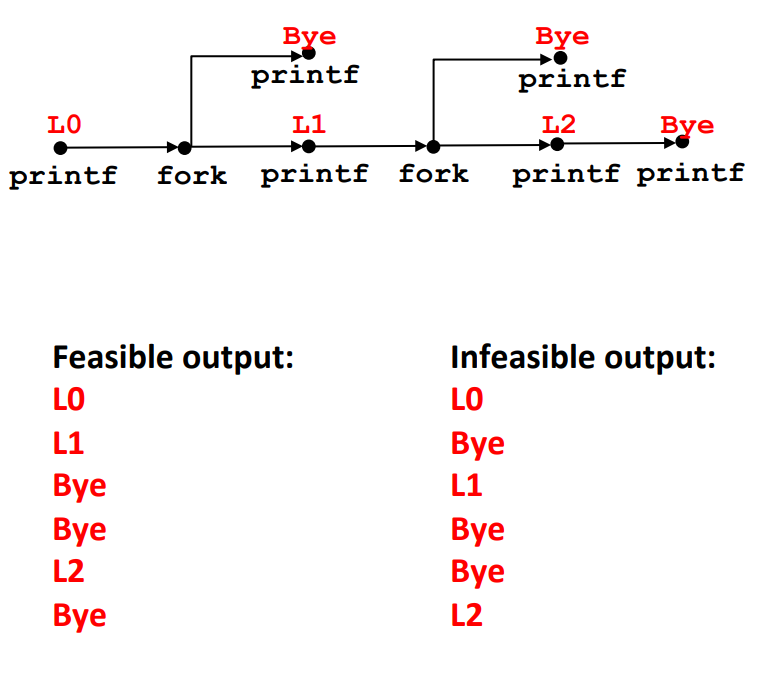 Bye Bye
printf printf
L0 L1 L2 Bye
printf fork printf fork printf printf
Feasible output:
L0
L1
Bye
Bye
L2
Bye
Infeasible output:
L0
Bye
L1
Bye
Bye
L2